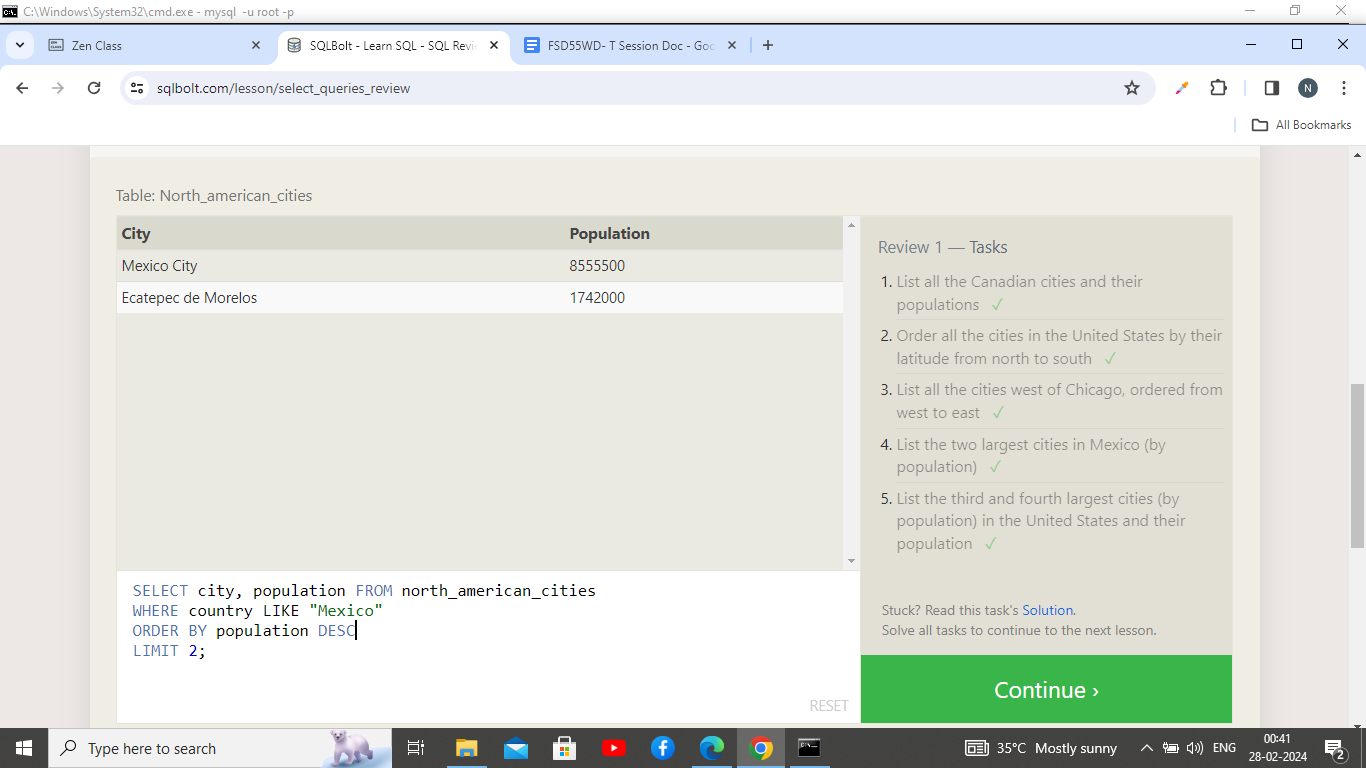 C:\Windows\System32\cmd.exe - mysql -u root -p
Zen Class
SQLBolt - Learn SQL - SQL Revi
FSD55WD- T Session Doc - Goo
sqlbolt.com/lesson/select_queries_review
N
All Bookmarks
Table: North_american_cities
City Population
Mexico City 8555500
Ecatepec de Morelos 1742000
Review 1 — Tasks
1. List all the Canadian cities and their
populations ✓
2. Order all the cities in the United States by their
latitude from north to south ✓
3. List all the cities west of Chicago, ordered from
west to east ✓
4. List the two largest cities in Mexico (by
population) ✓
5. List the third and fourth largest cities (by
population) in the United States and their
population ✓
Stuck? Read this task's Solution.
Solve all tasks to continue to the next lesson.
Continue ›
SELECT city, population FROM north_american_cities
WHERE country LIKE "Mexico"
ORDER BY population DESC
LIMIT 2;
RESET
Type here to search
35°C Mostly sunny
ENG
00:41
28-02-2024
2